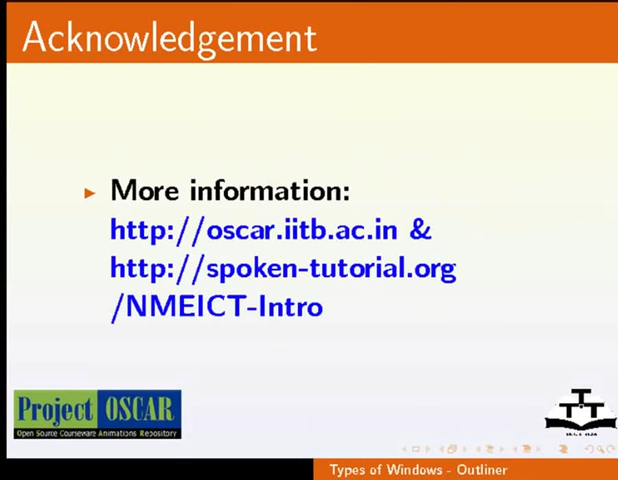 Acknowledgement
More information:
http://oscar.iitb.ac.in &
http://spoken-tutorial.org
/NMEICT-Intro
Project OSCAR
Open Source Courseware Animations Repository
Types of Windows - Outliner